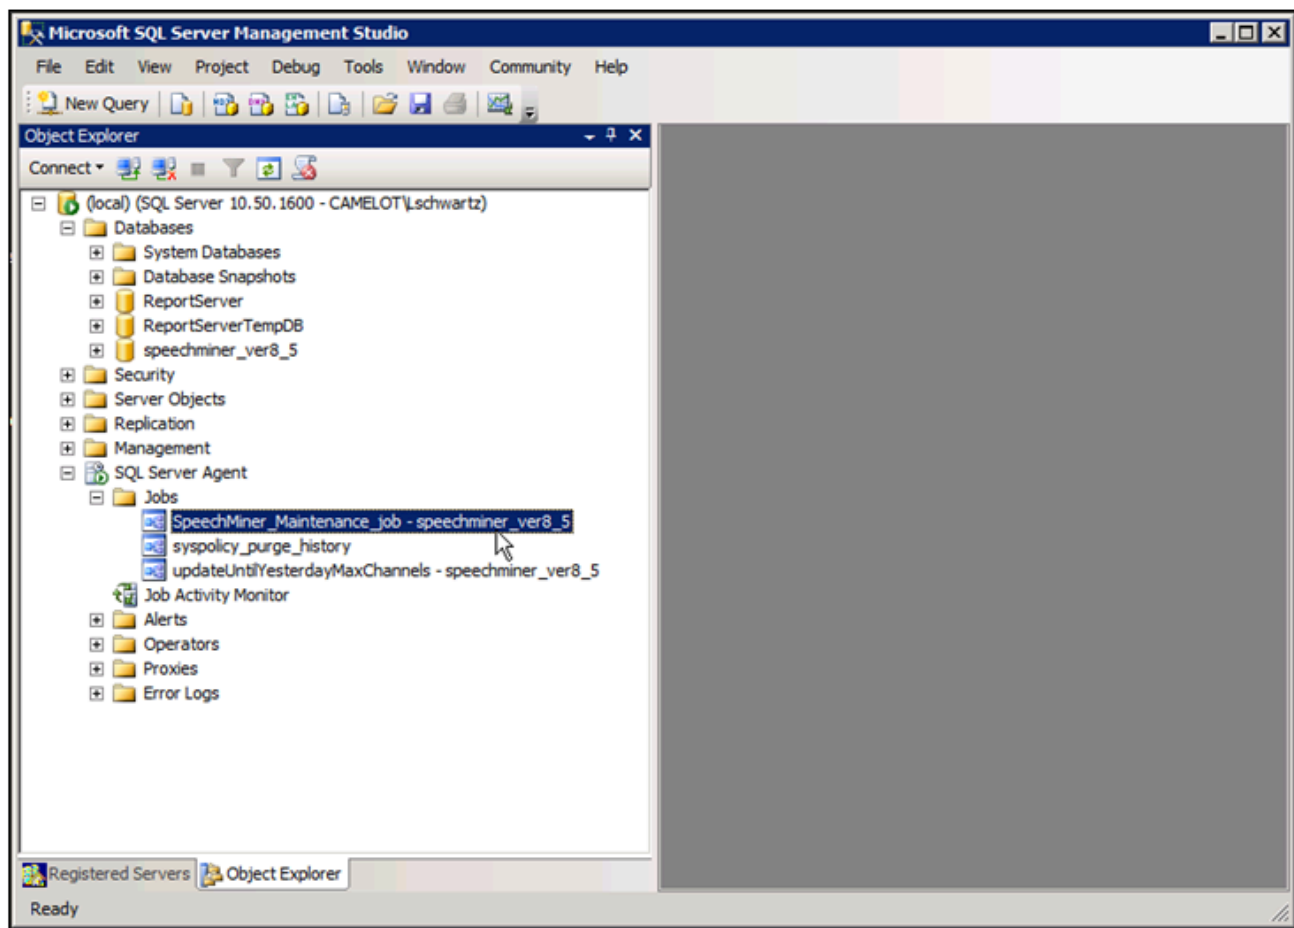 Microsoft SQL Server Management Studio
File Edit View Project Debug Tools Window Community Help
New Query
Object Explorer
Connect
(local) (SQL Server 10.50.1600 - CAMELOT\Lschwartz)
Databases
System Databases
Database Snapshots
ReportServer
ReportServerTempDB
speechminer_ver8_5
Security
Server Objects
Replication
Management
SQL Server Agent
Jobs
SpeechMiner_Maintenance_job - speechminer_ver8_5
syspolicy_purge_history
updateUntilYesterdayMaxChannels - speechminer_ver8_5
Job Activity Monitor
Alerts
Operators
Proxies
Error Logs
Registered Servers Object Explorer
Ready